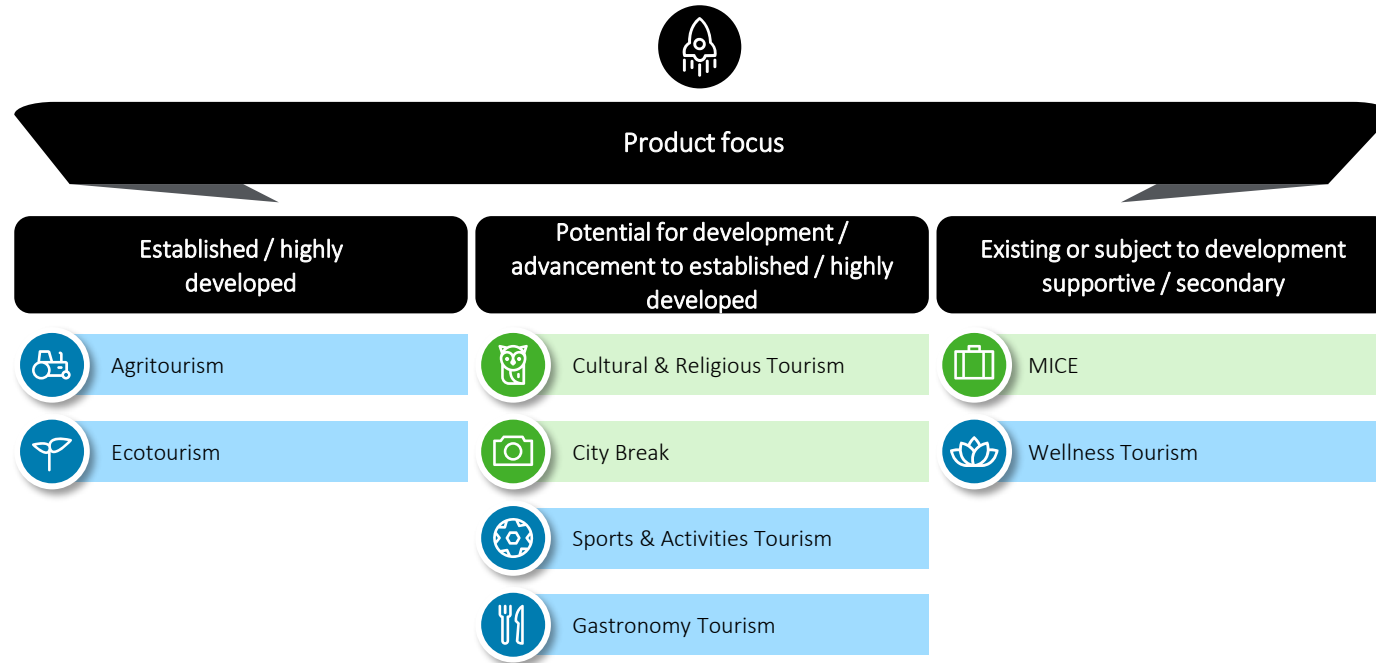 Product focus
Established / highly
developed
Potential for development /
advancement to established / highly
developed
Existing or subject to development
supportive / secondary
Agritourism
Ecotourism
Cultural & Religious Tourism
City Break
Sports & Activities Tourism
Gastronomy Tourism
MICE
Wellness Tourism